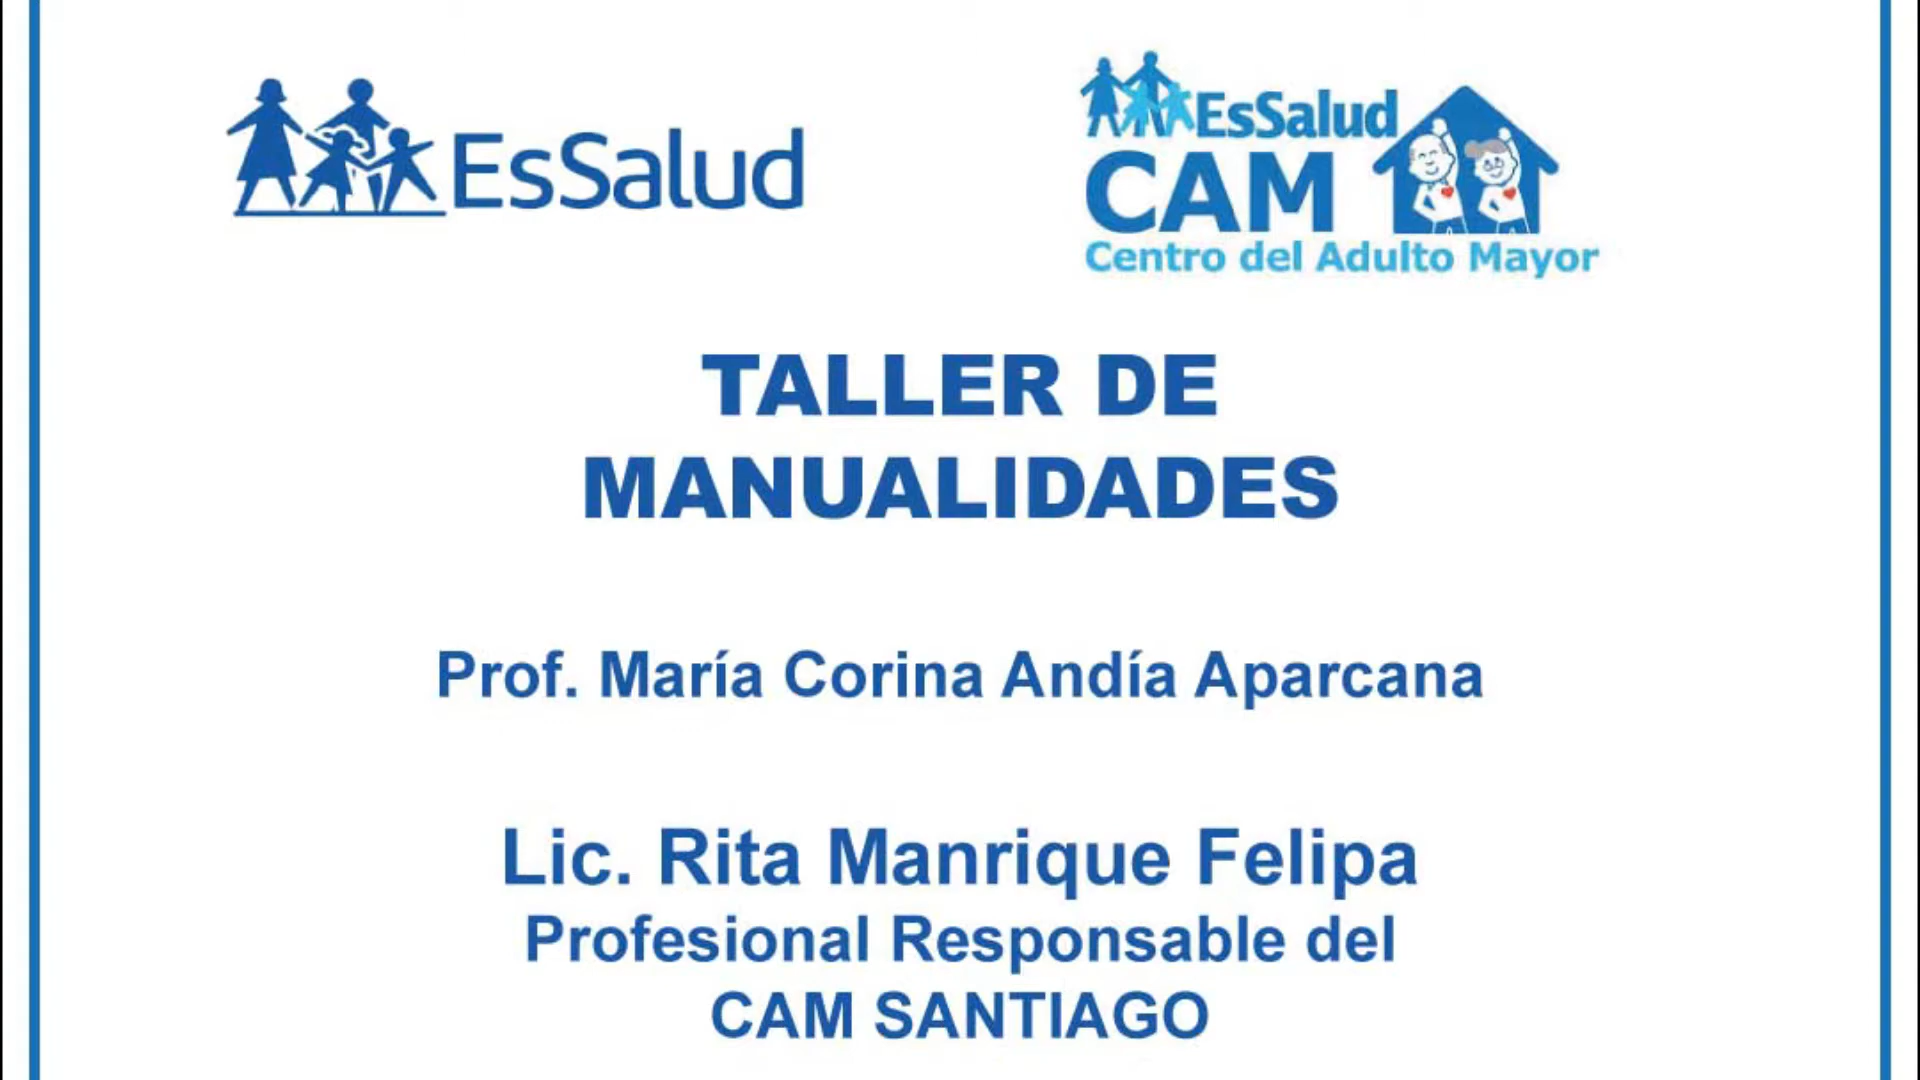 EsSalud
EsSalud
CAM
Centro del Adulto Mayor
TALLER DE
MANUALIDADES
Prof. María Corina Andía Aparcana
Lic. Rita Manrique Felipa
Profesional Responsable del
CAM SANTIAGO